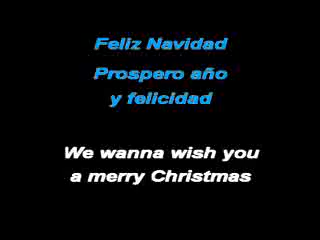 Feliz Navidad
Prospero año
y felicidad
We wanna wish you
a merry Christmas